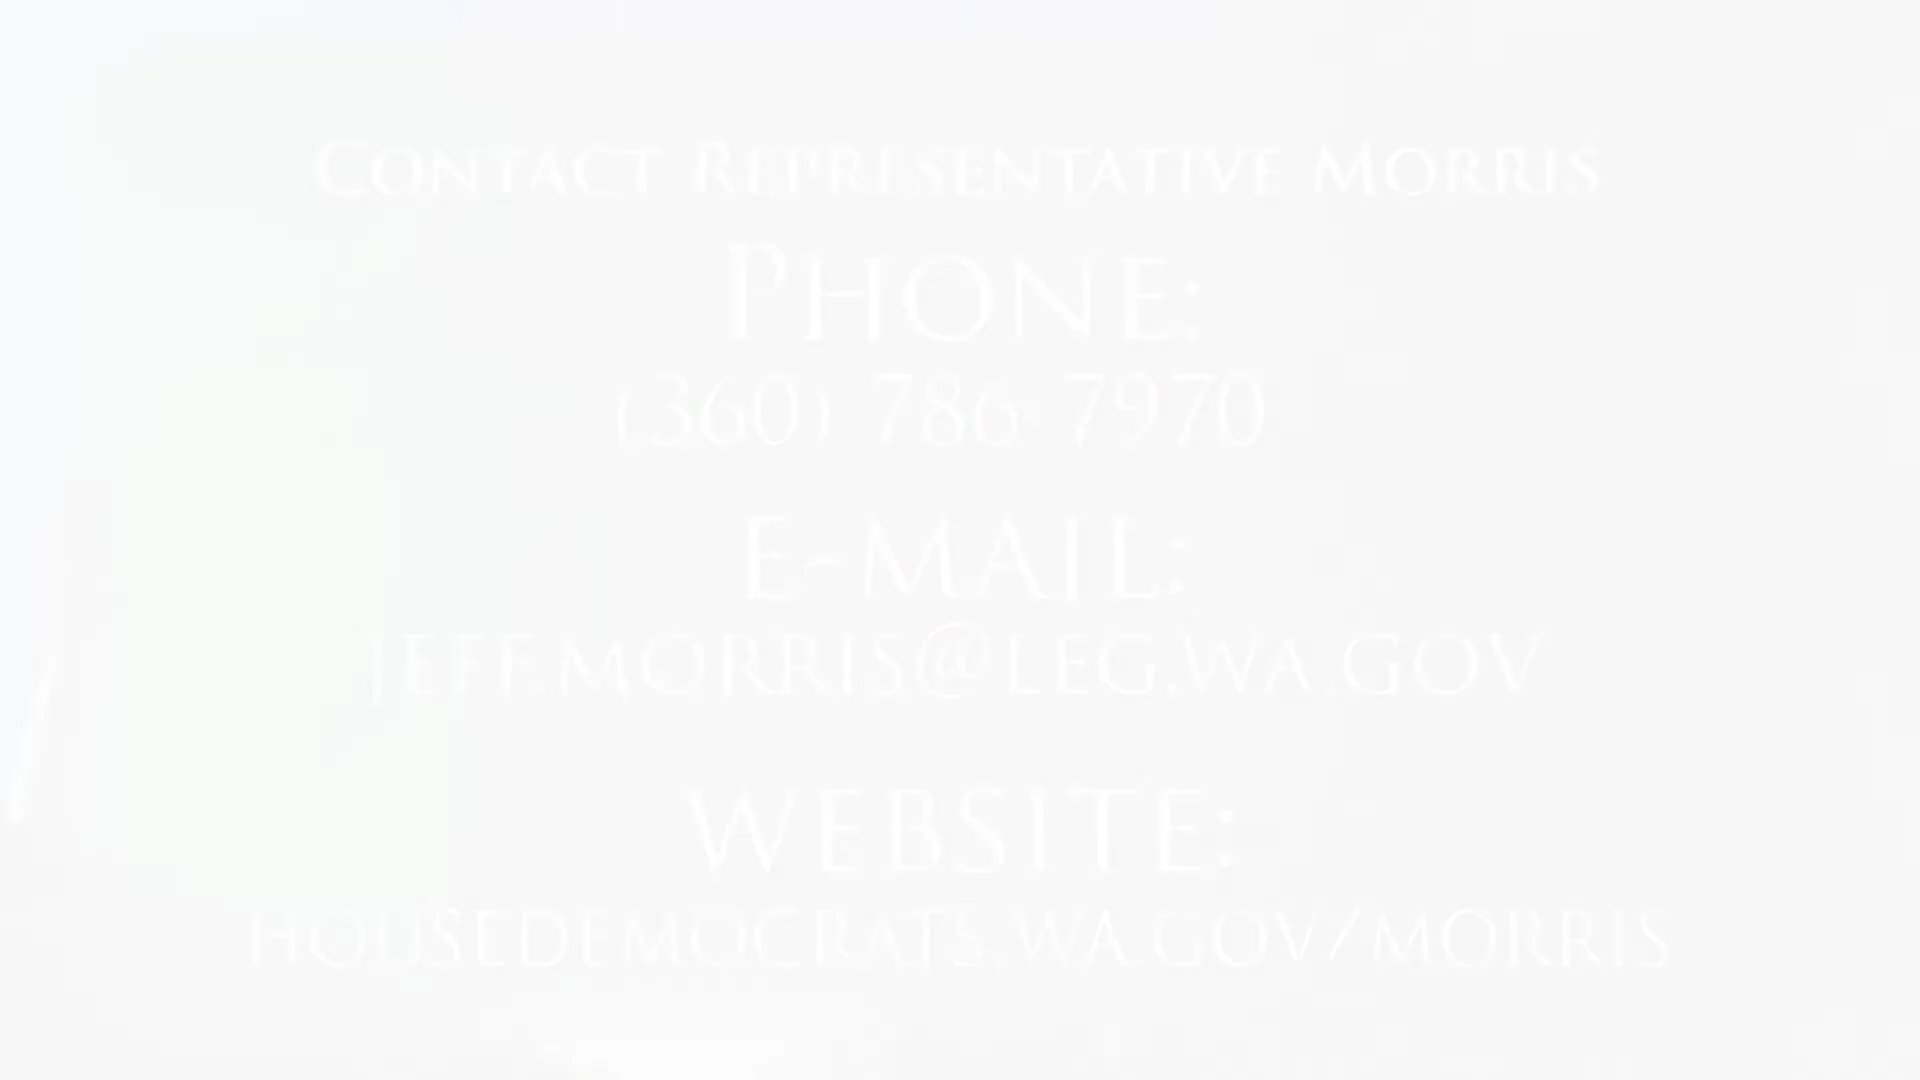 Contact Representative Morris
Phone:
(360) 786-7970
E-mail:
jeff.morris@leg.wa.gov
website:
housedemocrats.wa.gov/morris